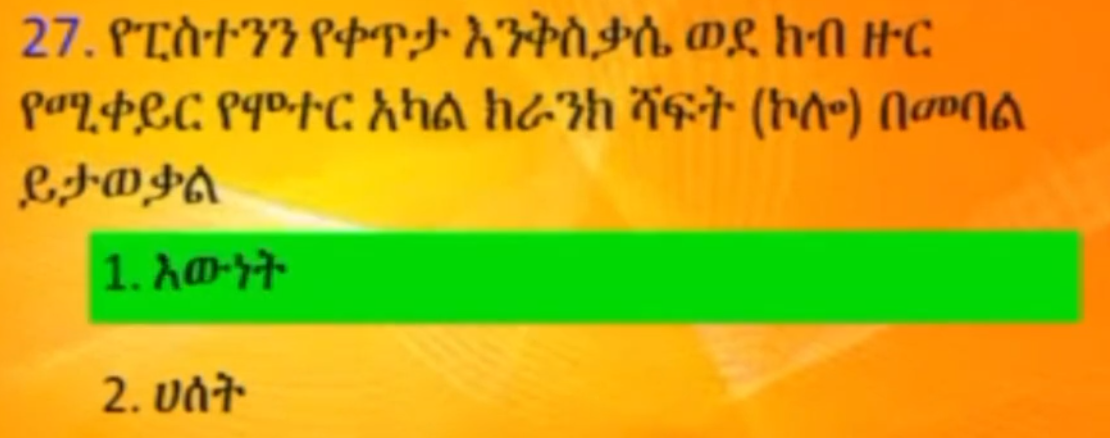 27. የፒስተንን የቀጥታ እንቅስቃሴ ወደ ክብ ዙር
የሚቀይር የሞተር አካል ክራንክ ሻፍት (ኮሎ) በመባል
ይታወቃል
1. እውነት
2. ሀሰት